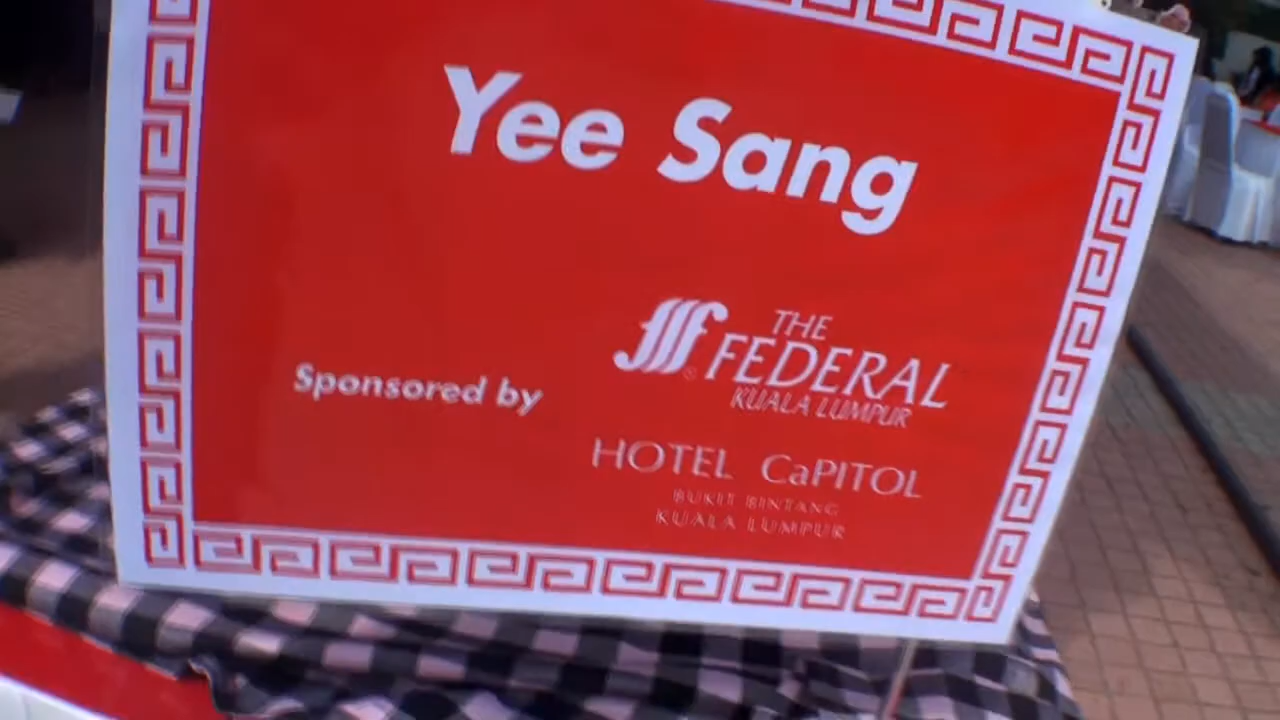 Yee Sang
Sponsored by
THE
FEDERAL
KUALA LUMPUR
HOTEL CaPITOL
BUKIT BINTANG
KUALA LUMPUR